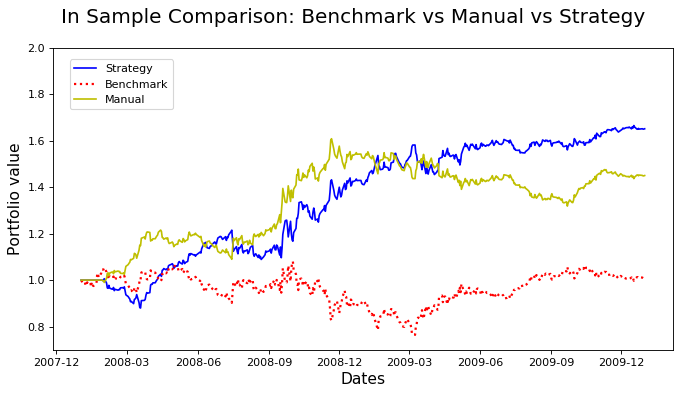 In Sample Comparison: Benchmark vs Manual vs Strategy
2.0
1.8
1.6
1.4
1.2
1.0
0.8
Portfolio value
Strategy
Benchmark
Manual
2007-12 2008-03 2008-06 2008-09 2008-12 2009-03 2009-06 2009-09 2009-12
Dates